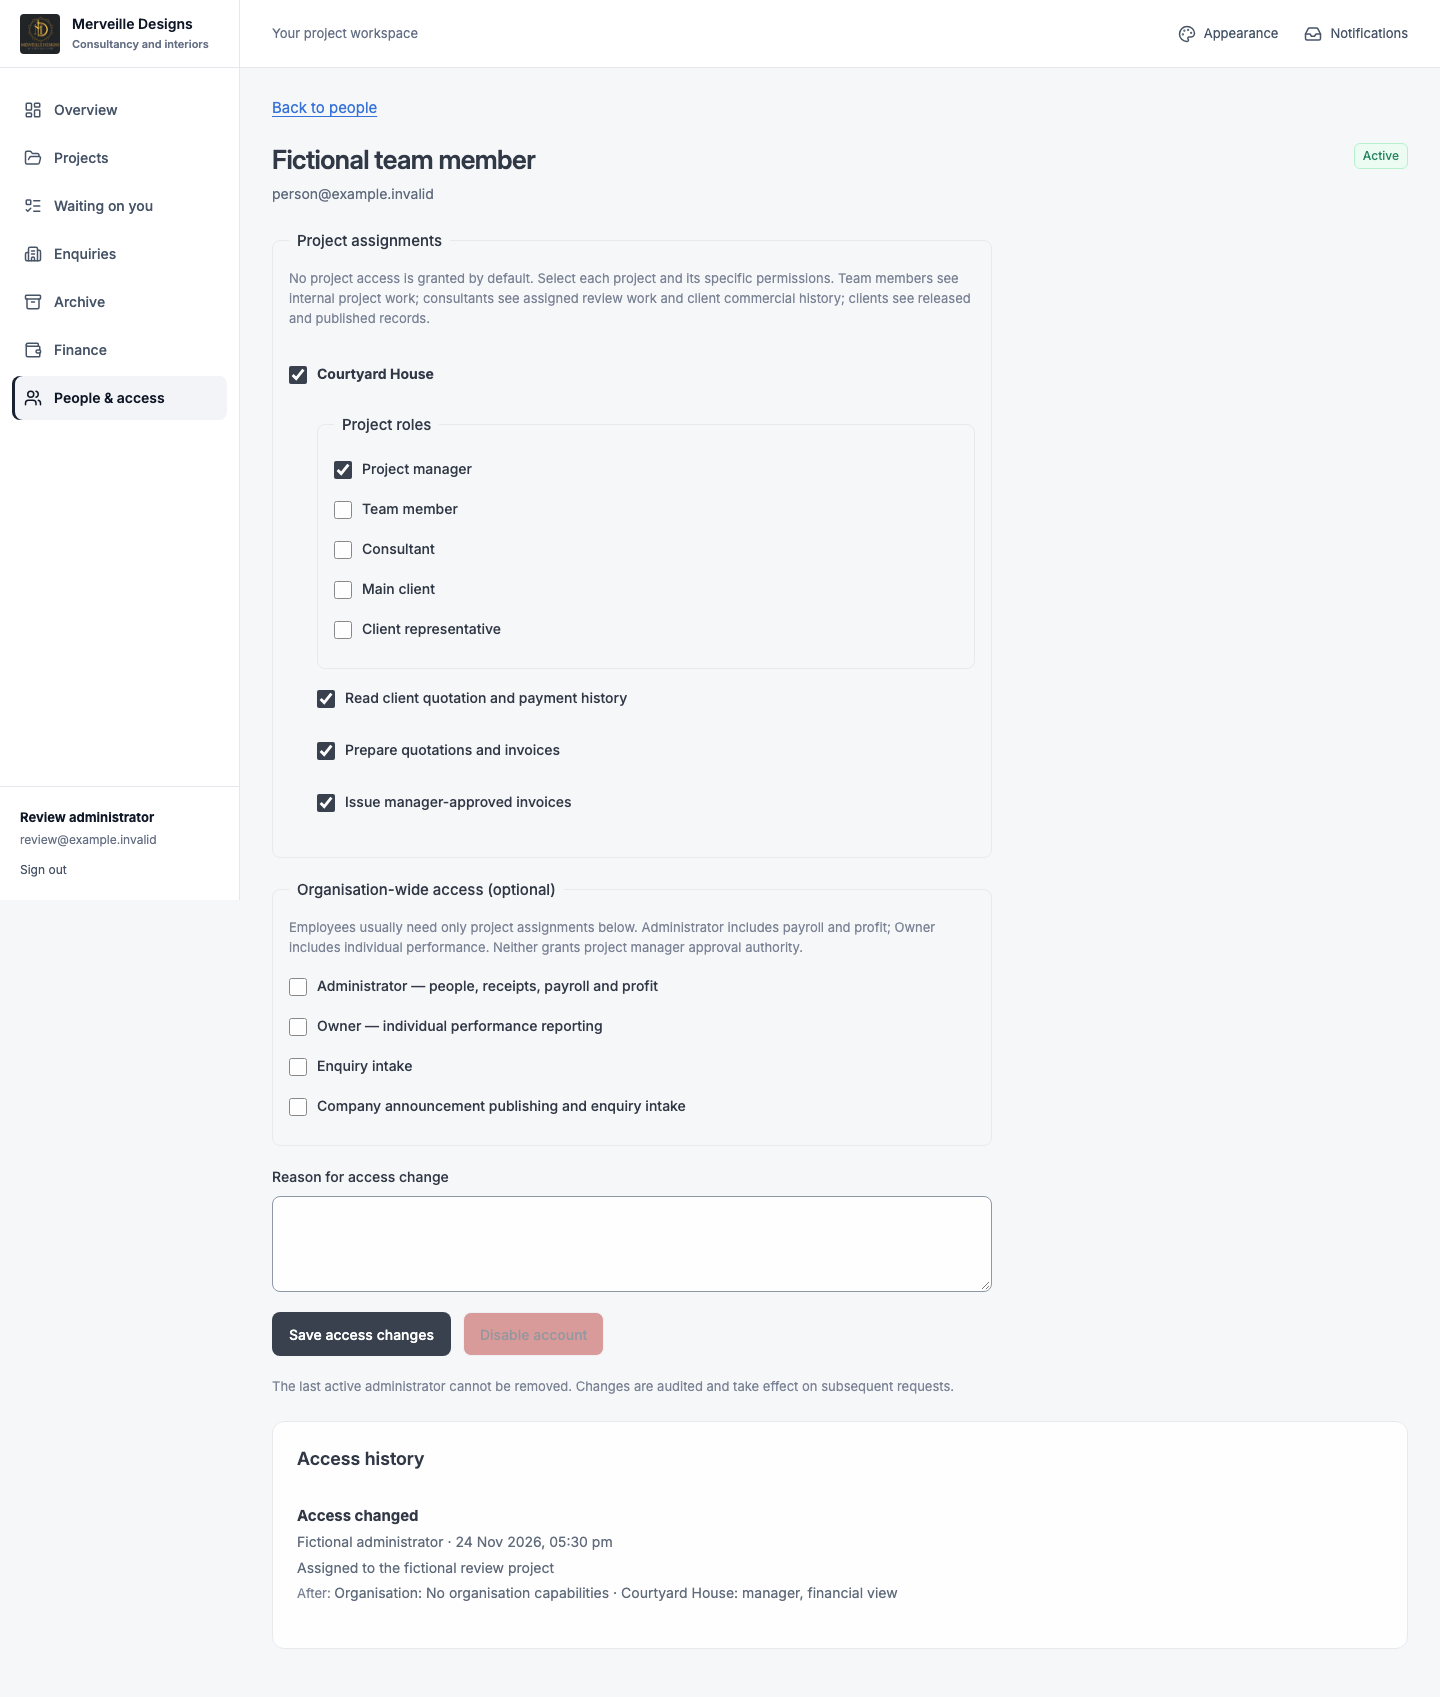 Merveille Designs
Consultancy and interiors
Your project workspace
Appearance
Notifications
Overview
Projects
Waiting on you
Enquiries
Archive
Finance
People & access
Review administrator
review@example.invalid
Sign out
Back to people
Fictional team member
Active
person@example.invalid
Project assignments
No project access is granted by default. Select each project and its specific permissions. Team members see
internal project work; consultants see assigned review work and client commercial history; clients see released
and published records.
Courtyard House
Project roles
Project manager
Team member
Consultant
Main client
Client representative
Read client quotation and payment history
Prepare quotations and invoices
Issue manager-approved invoices
Organisation-wide access (optional)
Employees usually need only project assignments below. Administrator includes payroll and profit; Owner
includes individual performance. Neither grants project manager approval authority.
Administrator — people, receipts, payroll and profit
Owner — individual performance reporting
Enquiry intake
Company announcement publishing and enquiry intake
Reason for access change
Save access changes
Disable account
The last active administrator cannot be removed. Changes are audited and take effect on subsequent requests.
Access history
Access changed
Fictional administrator · 24 Nov 2026, 05:30 pm
Assigned to the fictional review project
After: Organisation: No organisation capabilities · Courtyard House: manager, financial view